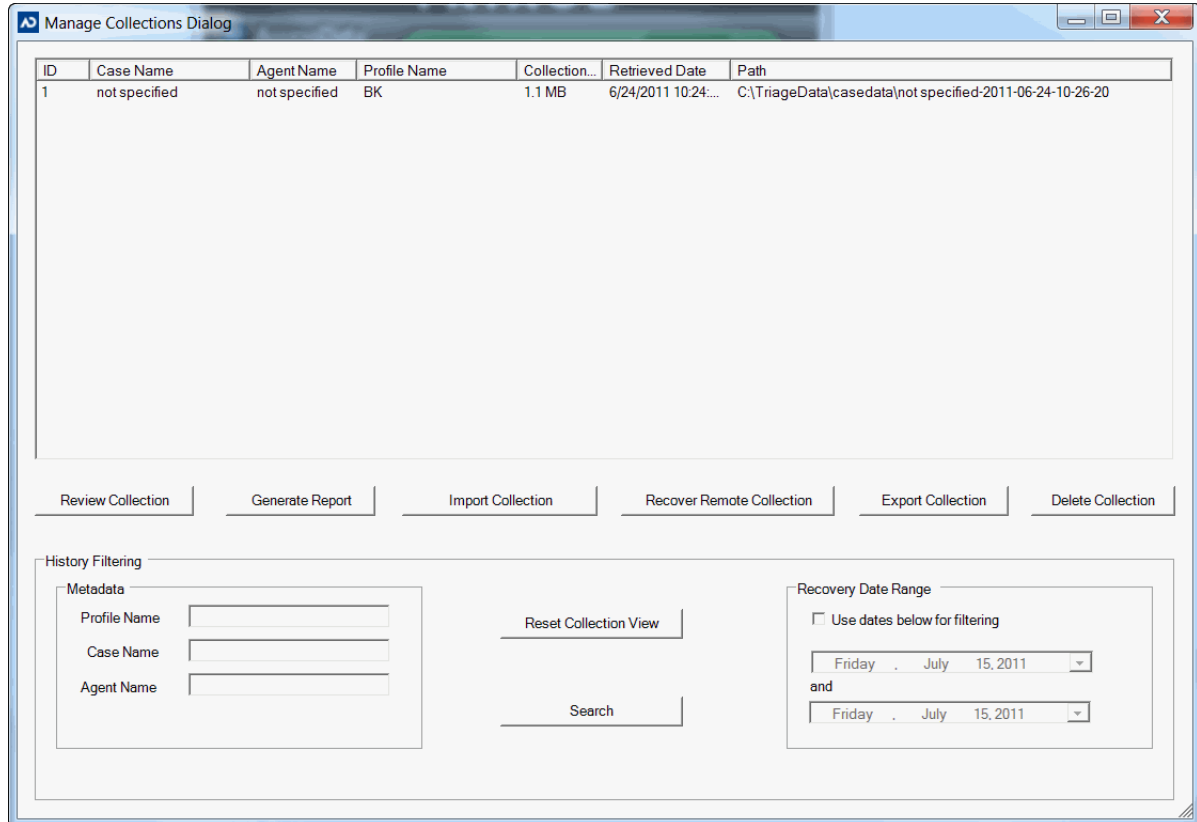 Manage Collections Dialog
ID Case Name Agent Name Profile Name Collection... Retrieved Date Path
1 not specified not specified BK 1.1 MB 6/24/2011 10:24:... C:\TriageData\casedata\not specified-2011-06-24-10-26-20
Review Collection Generate Report Import Collection Recover Remote Collection Export Collection Delete Collection
History Filtering
Metadata
Profile Name
Case Name
Agent Name
Reset Collection View
Search
Recovery Date Range
Use dates below for filtering
Friday , July 15, 2011
and
Friday , July 15, 2011